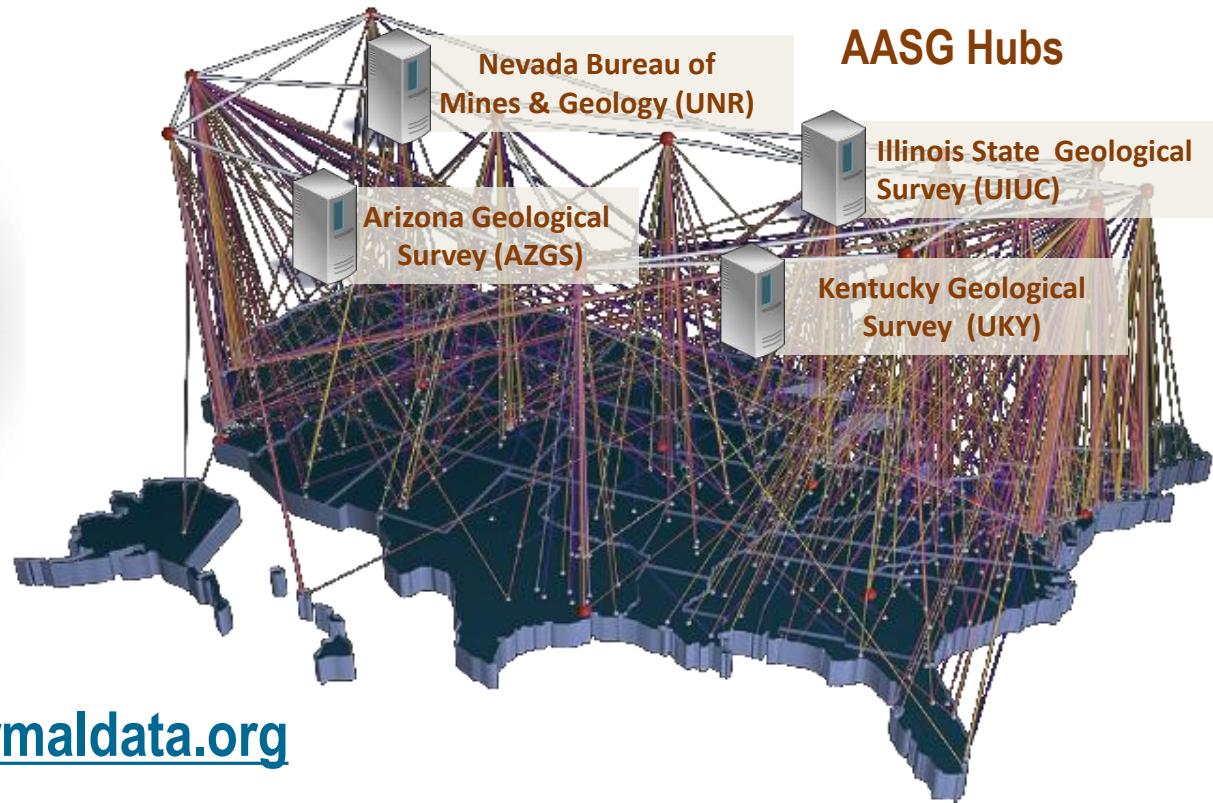 AASG Hubs
Nevada Bureau of
Mines & Geology (UNR)
Illinois State Geological
Survey (UIUC)
Arizona Geological
Survey (AZGS)
Kentucky Geological
Survey (UKY)
rmaldata.org